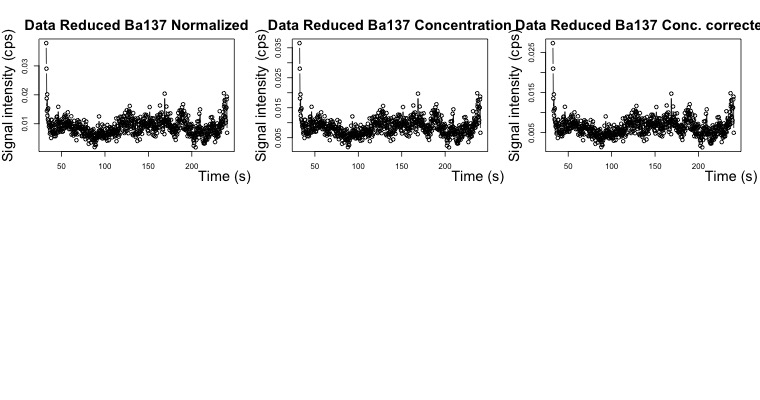 Data Reduced Ba137 Normalized
Signal intensity (cps)
0.01 0.02 0.03
50 100 150 200
Time (s)
Data Reduced Ba137 Concentration
Signal intensity (cps)
0.005 0.015 0.025 0.035
50 100 150 200
Time (s)
Data Reduced Ba137 Conc. correcte
Signal intensity (cps)
0.005 0.015 0.025
50 100 150 200
Time (s)